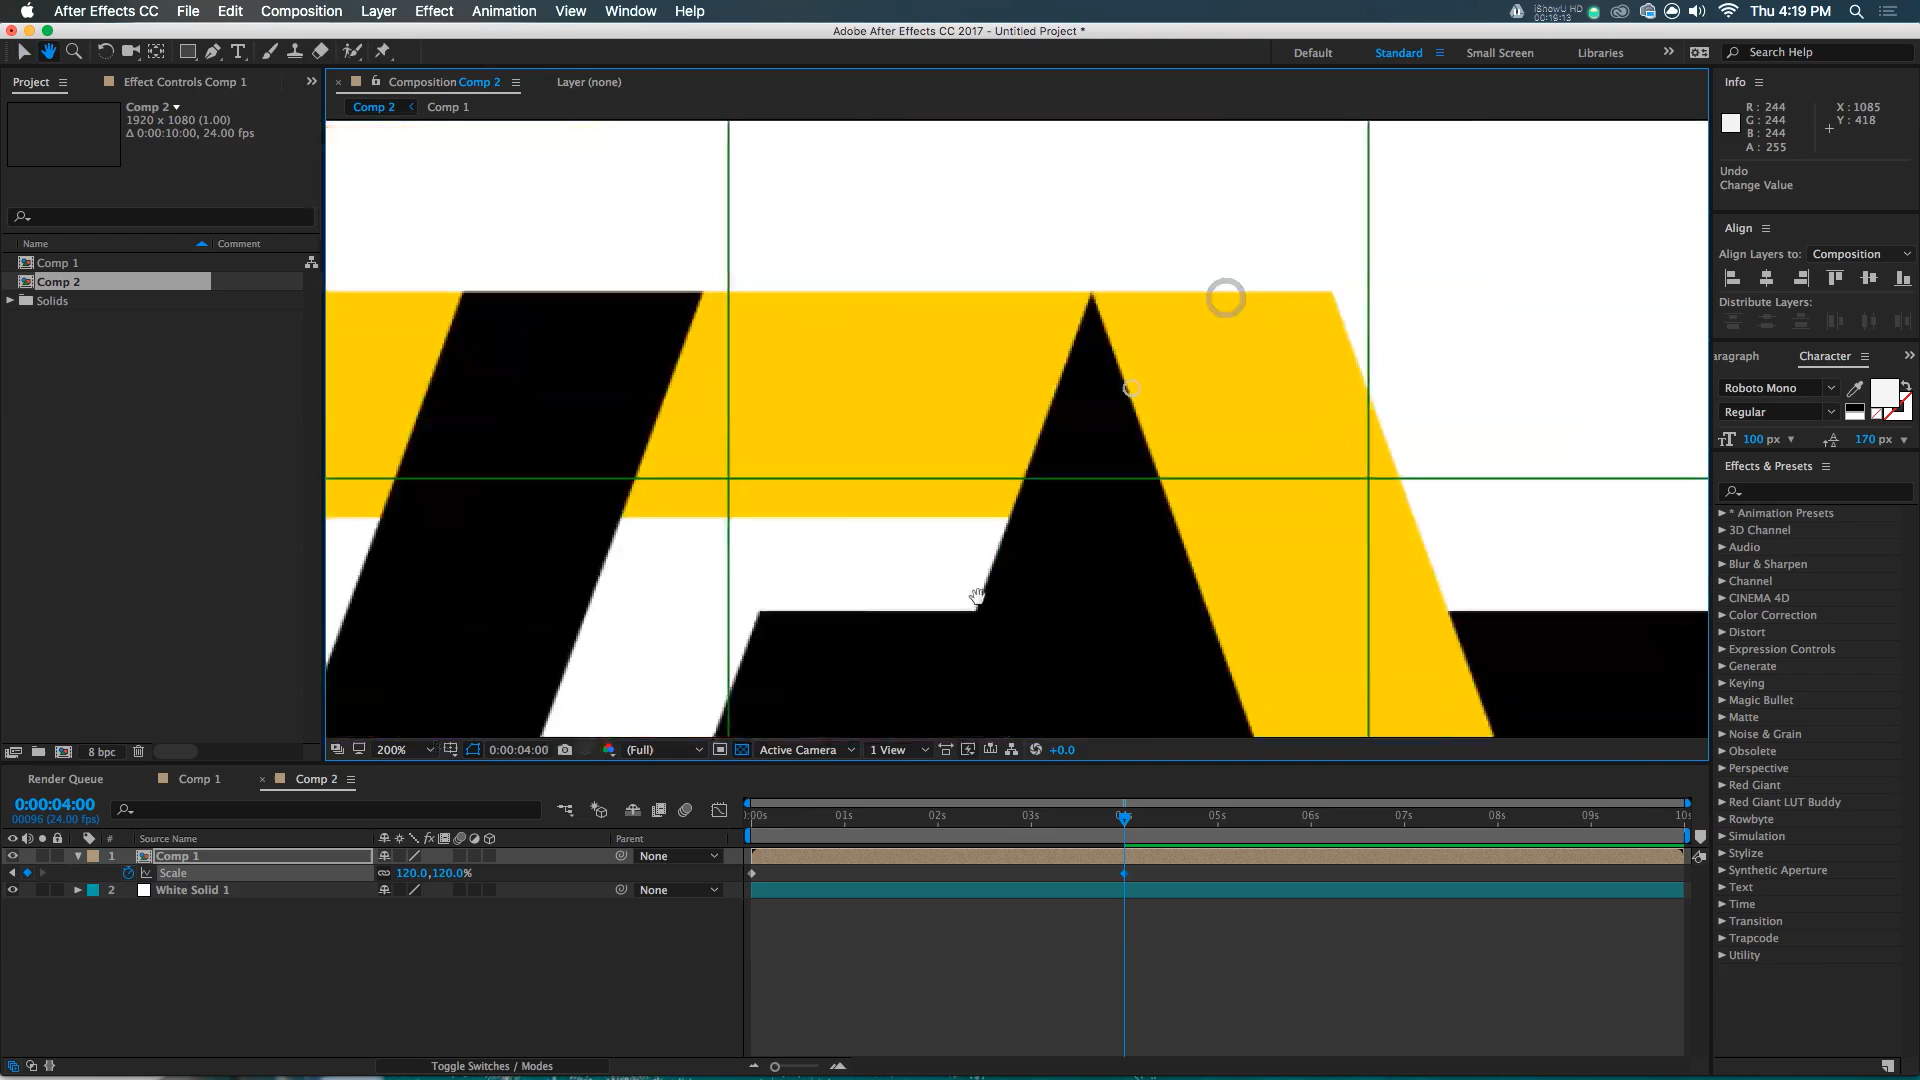 After Effects CC File Edit Composition Layer Effect Animation View Window Help
iShowU HD
00:19:13
Thu 4:19 PM
Adobe After Effects CC 2017 - Untitled Project *
Default Standard Small Screen Libraries Search Help
Project Effect Controls Comp 1
Composition Comp 2 Layer (none)
Comp 2 Comp 1
Comp 2
1920 x 1080 (1.00)
Δ 0:00:10:00, 24.00 fps
Name Comment
Comp 1
Comp 2
Solids
8 bpc
200% 0:00:04:00 (Full) Active Camera 1 View +0.0
Info
R: 244 X: 1085
G: 244 Y: 418
B: 244
A: 255
Undo
Change Value
Align
Align Layers to: Composition
Distribute Layers:
aragraph Character
Roboto Mono
Regular
100 px 170 px
Effects & Presets
* Animation Presets
3D Channel
Audio
Blur & Sharpen
Channel
CINEMA 4D
Color Correction
Distort
Expression Controls
Generate
Keying
Magic Bullet
Matte
Noise & Grain
Obsolete
Perspective
Red Giant
Red Giant LUT Buddy
Rowbyte
Simulation
Stylize
Synthetic Aperture
Text
Time
Transition
Trapcode
Utility
Render Queue Comp 1 Comp 2
0:00:04:00
00096 (24.00 fps)
:00s 01s 02s 03s 04s 05s 06s 07s 08s 09s 10s
# Source Name fx Parent
1 Comp 1 None
Scale 120.0,120.0%
2 White Solid 1 None
Toggle Switches / Modes